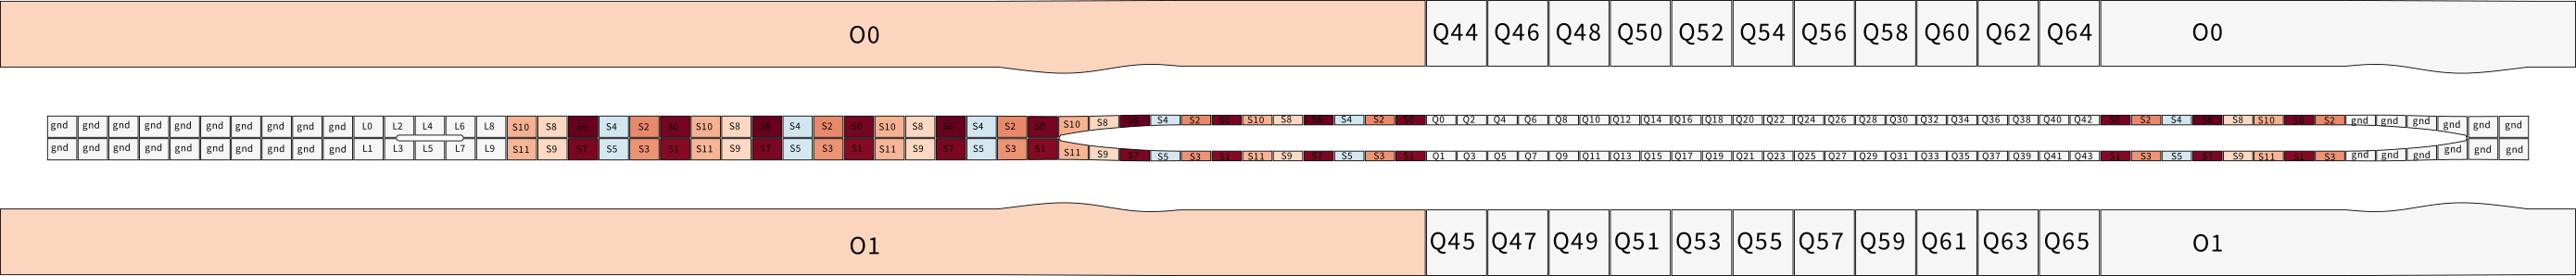 O0 Q44 Q46 Q48 Q50 Q52 Q54 Q56 Q58 Q60 Q62 Q64 O0
gnd gnd gnd gnd gnd gnd gnd gnd gnd gnd L0 L2 L4 L6 L8 S10 S8 S6 S4 S2 S0 S10 S8 S6 S4 S2 S0 S10 S8 S6 S4 S2 S0 S10 S8 S6 S4 S2 S0 S10 S8 S6 S4 S2 S0 Q0 Q2 Q4 Q6 Q8 Q10 Q12 Q14 Q16 Q18 Q20 Q22 Q24 Q26 Q28 Q30 Q32 Q34 Q36 Q38 Q40 Q42 S0 S2 S4 S6 S8 S10 S0 S2 gnd gnd gnd gnd gnd gnd
gnd gnd gnd gnd gnd gnd gnd gnd gnd gnd L1 L3 L5 L7 L9 S11 S9 S7 S5 S3 S1 S11 S9 S7 S5 S3 S1 S11 S9 S7 S5 S3 S1 S11 S9 S7 S5 S3 S1 S11 S9 S7 S5 S3 S1 Q1 Q3 Q5 Q7 Q9 Q11 Q13 Q15 Q17 Q19 Q21 Q23 Q25 Q27 Q29 Q31 Q33 Q35 Q37 Q39 Q41 Q43 S1 S3 S5 S7 S9 S11 S1 S3 gnd gnd gnd gnd gnd gnd
O1 Q45 Q47 Q49 Q51 Q53 Q55 Q57 Q59 Q61 Q63 Q65 O1